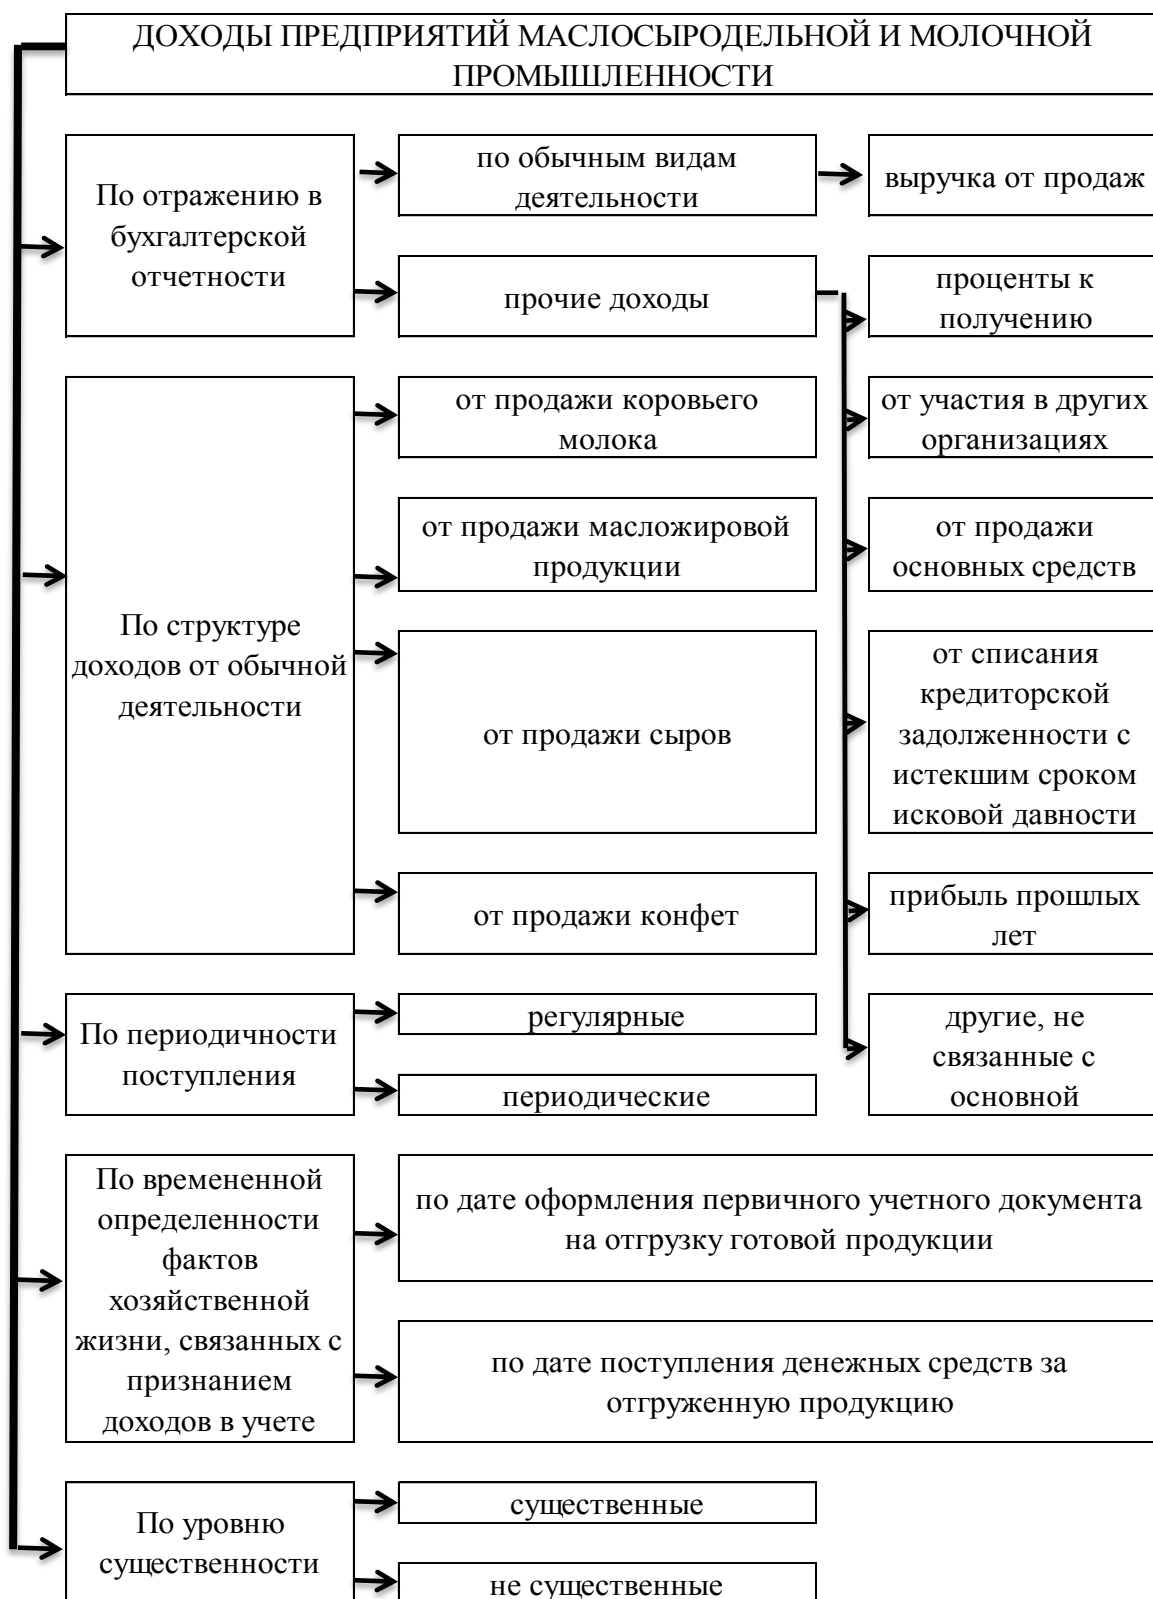 ДОХОДЫ ПРЕДПРИЯТИЙ МАСЛОСЫРОДЕЛЬНОЙ И МОЛОЧНОЙ
ПРОМЫШЛЕННОСТИ
По отражению в
бухгалтерской
отчетности
по обычным видам
деятельности
выручка от продаж
прочие доходы
проценты к
получению
от участия в других
организациях
от продажи
основных средств
от списания
кредиторской
задолженности с
истекшим сроком
исковой давности
прибыль прошлых
лет
другие, не
связанные с
основной
По структуре
доходов от обычной
деятельности
от продажи коровьего
молока
от продажи масложировой
продукции
от продажи сыров
от продажи конфет
По периодичности
поступления
регулярные
периодические
По времененной
определенности
фактов
хозяйственной
жизни, связанных с
признанием
доходов в учете
по дате оформления первичного учетного документа
на отгрузку готовой продукции
по дате поступления денежных средств за
отгруженную продукцию
По уровню
существенности
существенные
не существенные